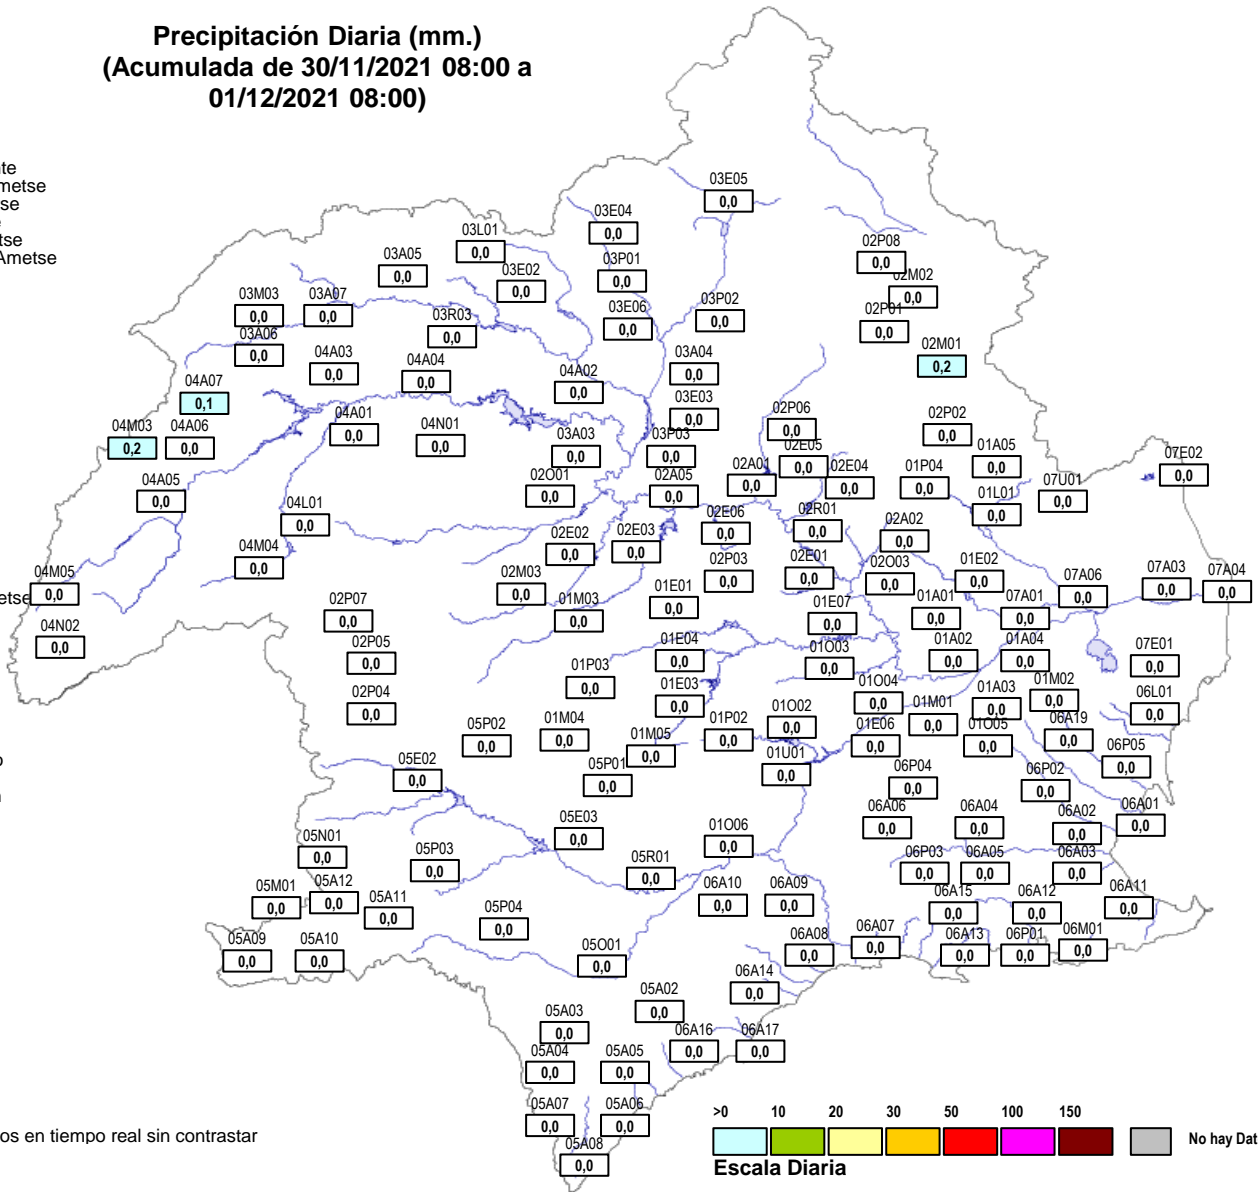 Precipitación Diaria (mm.)
(Acumulada de 30/11/2021 08:00 a
01/12/2021 08:00)
Ametse
03E05
0,0
03E04
0,0
03L01
0,0
03A05
0,0
03P01
0,0
03E02
0,0
02P08
0,0
02M02
0,0
03M03
0,0
03A07
0,0
03R03
0,0
03E06
0,0
03P02
0,0
02P01
0,0
03A06
0,0
04A03
0,0
04A04
0,0
04A02
0,0
03A04
0,0
02M01
0,2
04A07
0,1
03E03
0,0
04M03
0,2
04A06
0,0
04A01
0,0
04N01
0,0
03A03
0,0
03P03
0,0
02P06
0,0
02P02
0,0
02E05
0,0
01A05
0,0
07E02
0,0
04A05
0,0
02O01
0,0
02A05
0,0
02A01
0,0
02E04
0,0
01P04
0,0
07U01
0,0
01L01
0,0
04L01
0,0
02E06
0,0
02R01
0,0
02A02
0,0
02E02
0,0
02E03
0,0
04M04
0,0
02P03
0,0
02E01
0,0
02O03
0,0
01E02
0,0
04M05
0,0
02M03
0,0
07A06
0,0
07A03
0,0
07A04
0,0
02P07
0,0
01M03
0,0
01E01
0,0
01E07
0,0
01A01
0,0
07A01
0,0
04N02
0,0
02P05
0,0
01E04
0,0
01O03
0,0
01A02
0,0
01A04
0,0
07E01
0,0
01P03
0,0
01E03
0,0
01O04
0,0
01A03
0,0
01M02
0,0
06L01
0,0
02P04
0,0
01O02
0,0
01M01
0,0
05P02
0,0
01M04
0,0
01M05
0,0
01P02
0,0
01E06
0,0
01O05
0,0
06A19
0,0
06P05
0,0
05E02
0,0
05P01
0,0
01U01
0,0
06P04
0,0
06P02
0,0
05E03
0,0
01O06
0,0
06A06
0,0
06A04
0,0
06A02
0,0
06A01
0,0
05N01
0,0
05P03
0,0
05R01
0,0
06P03
0,0
06A05
0,0
06A03
0,0
05M01
0,0
05A12
0,0
05A11
0,0
06A10
0,0
06A09
0,0
06A15
0,0
06A12
0,0
06A11
0,0
05P04
0,0
05A09
0,0
05A10
0,0
05O01
0,0
06A08
0,0
06A07
0,0
06A13
0,0
06P01
0,0
06M01
0,0
06A14
0,0
05A02
0,0
05A03
0,0
06A16
0,0
06A17
0,0
05A04
0,0
05A05
0,0
05A07
0,0
05A06
0,0
05A08
0,0
os en tiempo real sin contrastar
>0 10 20 30 50 100 150
No hay Dat
Escala Diaria